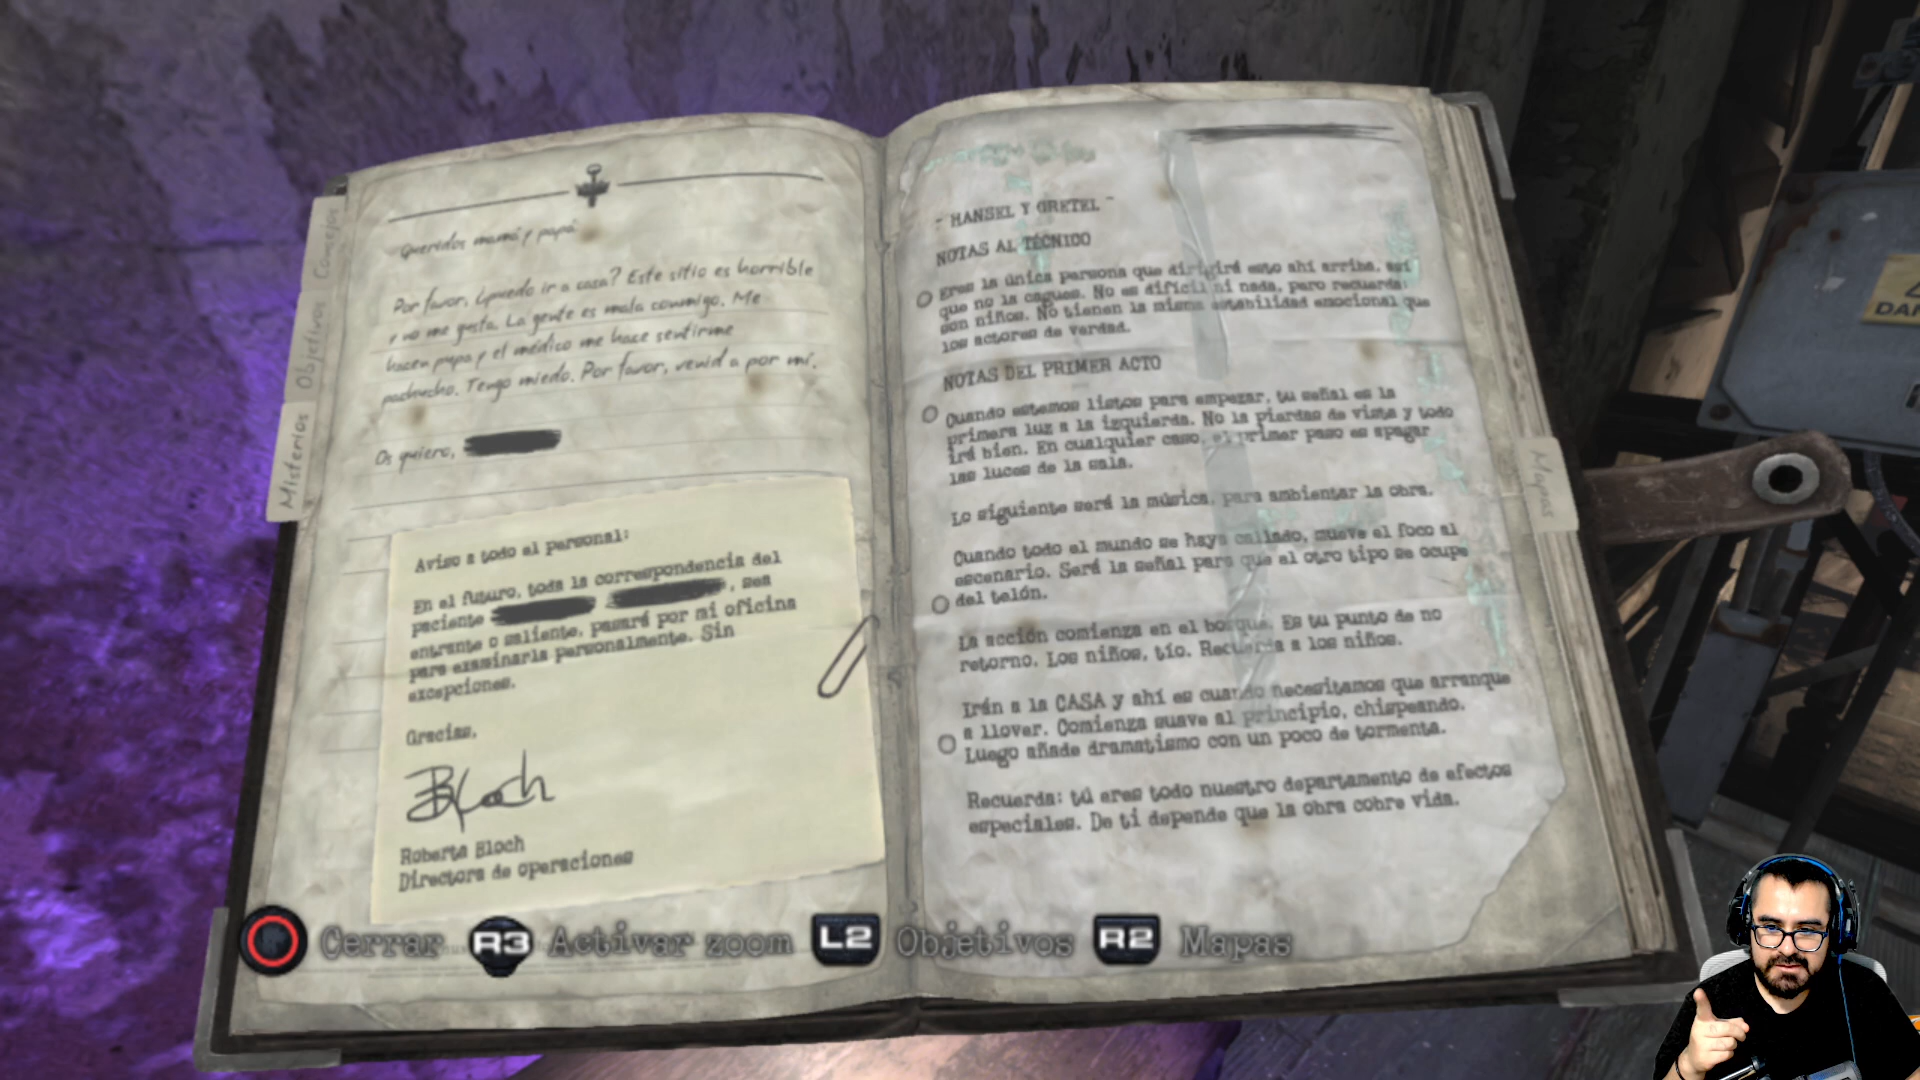 Consejos
Objetivos
Misterios
Queridos mamá y papá:
Por favor, ¿puedo ir a casa? Este sitio es horrible
y no me gusta. La gente es mala conmigo. Me
hacen pupa y el médico me hace sentirme
pachucho. Tengo miedo. Por favor, venid a por mí.
Os quiero,
Aviso a todo el personal:
En el futuro, toda la correspondencia del
paciente , sea
entrante o saliente, pasará por mi oficina
para examinarla personalmente. Sin
excepciones.
Gracias,
BLoch
Roberta Bloch
Directora de operaciones
- HANSEL Y GRETEL -
NOTAS AL TÉCNICO
Eres la única persona que dirigirá esto ahí arriba, así
que no la cagues. No es difícil ni nada, pero recuerda:
son niños. No tienen la misma estabilidad emocional que
los actores de verdad.
NOTAS DEL PRIMER ACTO
Cuando estemos listos para empezar, tu señal es la
primera luz a la izquierda. No la pierdas de vista y todo
irá bien. En cualquier caso, el primer paso es apagar
las luces de la sala.
Lo siguiente será la música, para ambientar la obra.
Cuando todo el mundo se haya callado, mueve el foco al
escenario. Será la señal para que el otro tipo se ocupe
del telón.
La acción comienza en el bosque. Es tu punto de no
retorno. Los niños, tío. Recuerda a los niños.
Irán a la CASA y ahí es cuando necesitamos que arranque
a llover. Comienza suave al principio, chispeando.
Luego añade dramatismo con un poco de tormenta.
Recuerda: tú eres todo nuestro departamento de efectos
especiales. De ti depende que la obra cobre vida.
Mapas
Cerrar R3 Activar zoom L2 Objetivos R2 Mapas